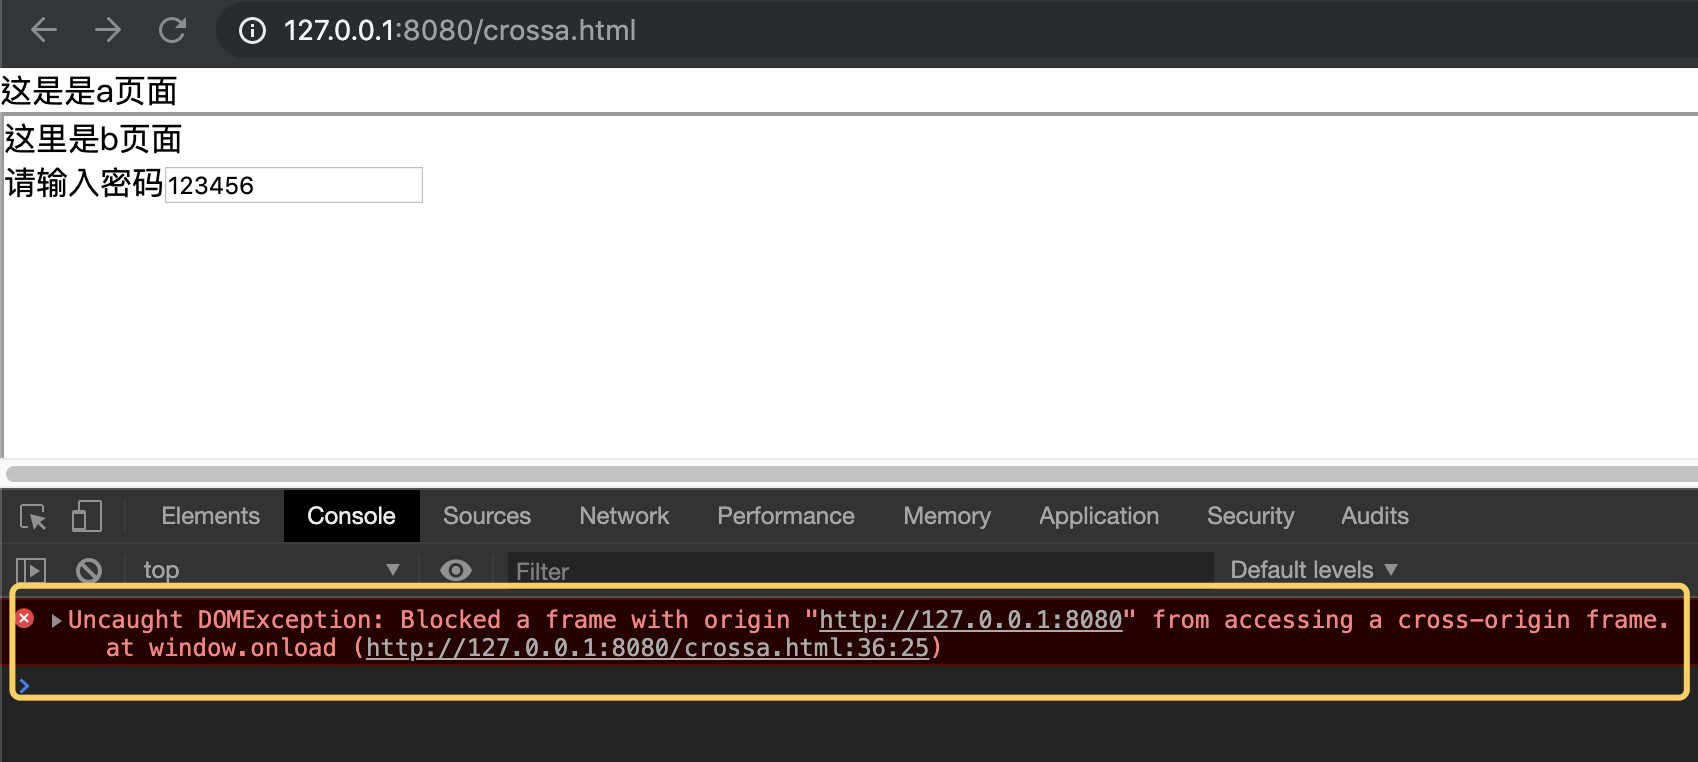 127.0.0.1:8080/crossa.html
这是是a页面
这里是b页面
请输入密码 123456
Elements Console Sources Network Performance Memory Application Security Audits
top ▼ Filter Default levels ▼
Uncaught DOMException: Blocked a frame with origin "http://127.0.0.1:8080" from accessing a cross-origin frame.
at window.onload (http://127.0.0.1:8080/crossa.html:36:25)